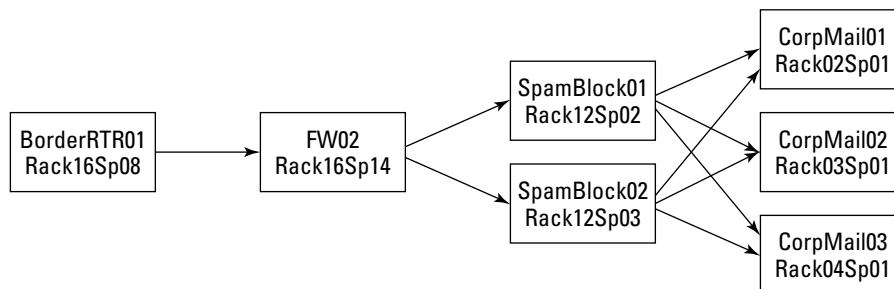 BorderRTR01
Rack16Sp08
FW02
Rack16Sp14
SpamBlock01
Rack12Sp02
SpamBlock02
Rack12Sp03
CorpMail01
Rack02Sp01
CorpMail02
Rack03Sp01
CorpMail03
Rack04Sp01